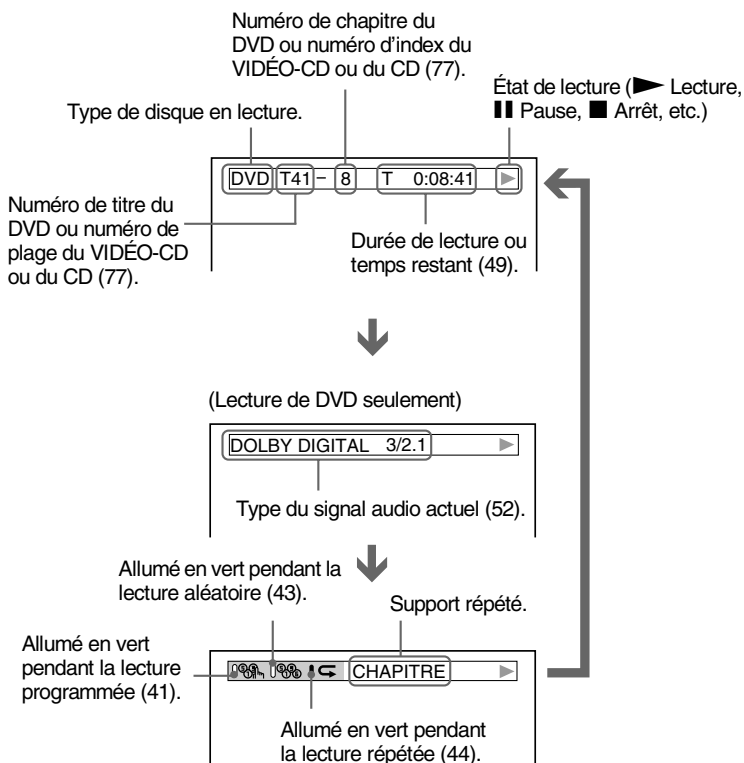 Numéro de chapitre du
DVD ou numéro d'index du
VIDÉO-CD ou du CD (77).
État de lecture (▶ Lecture,
❚❚ Pause, ■ Arrêt, etc.)
Type de disque en lecture.
DVD T41 – 8 T 0:08:41 ▶
Numéro de titre du
DVD ou numéro de
plage du VIDÉO-CD
ou du CD (77).
Durée de lecture ou
temps restant (49).
(Lecture de DVD seulement)
DOLBY DIGITAL 3/2.1 ▶
Type du signal audio actuel (52).
Allumé en vert pendant la
lecture aléatoire (43).
Support répété.
Allumé en vert
pendant la lecture
programmée (41).
CHAPITRE ▶
Allumé en vert pendant
la lecture répétée (44).